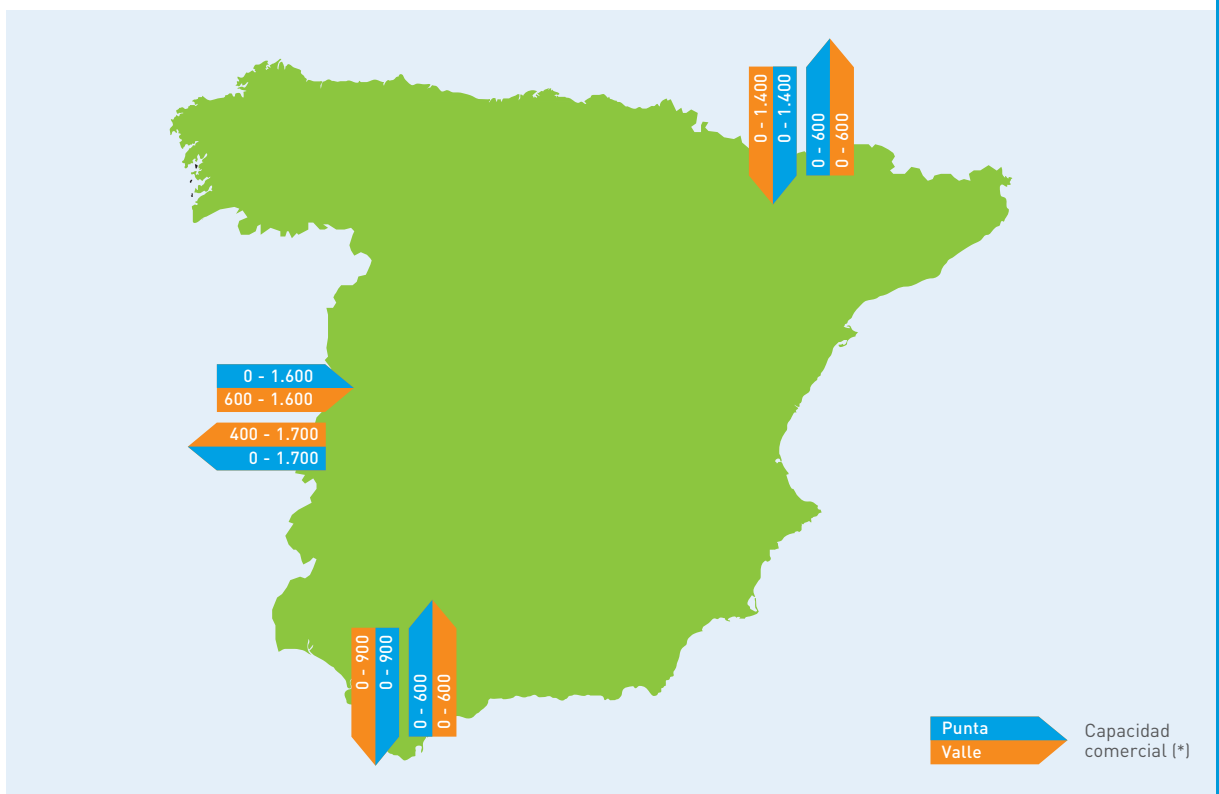 0 - 1.400
0 - 1.400
0 - 600
0 - 600
0 - 1.600
600 - 1.600
400 - 1.700
0 - 1.700
0 - 900
0 - 900
0 - 600
0 - 600
Punta
Valle
Capacidad
comercial (*)